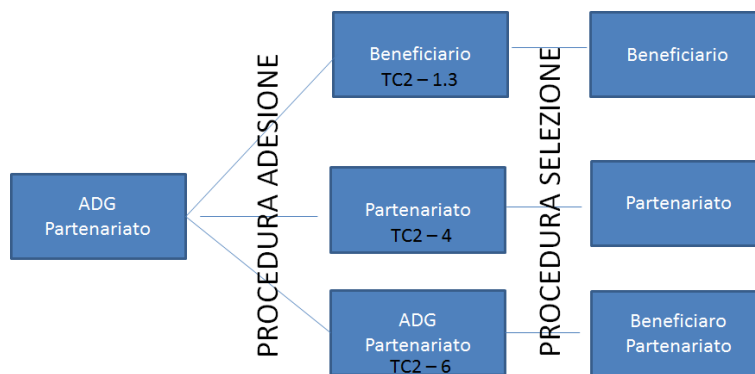 ADG
Partenariato
PROCEDURA ADESIONE
Beneficiario
TC2 – 1.3
Partenariato
TC2 – 4
ADG
Partenariato
TC2 – 6
PROCEDURA SELEZIONE
Beneficiario
Partenariato
Beneficiaro
Partenariato